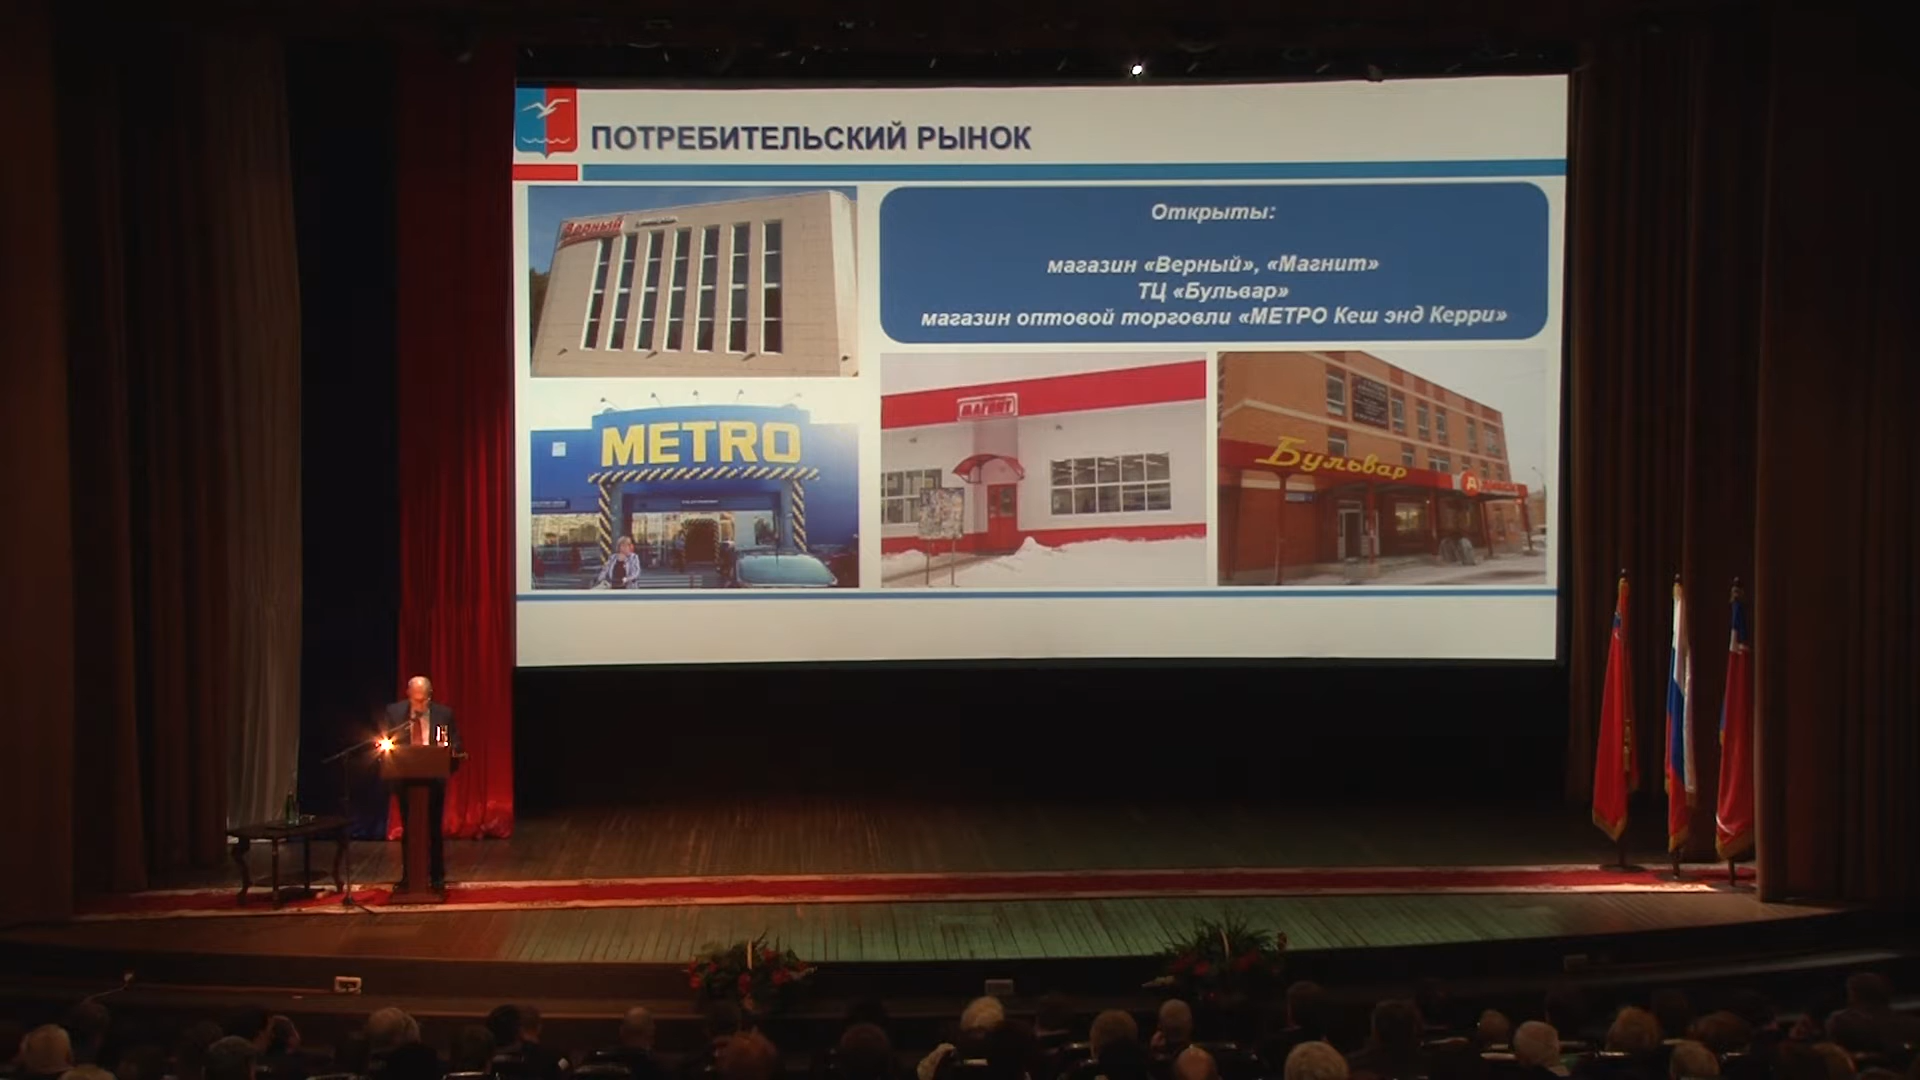 ПОТРЕБИТЕЛЬСКИЙ РЫНОК
Верный
Открыты:
магазин «Верный», «Магнит»
ТЦ «Бульвар»
магазин оптовой торговли «МЕТРО Кеш энд Керри»
METRO
МАГНИТ
Бульвар